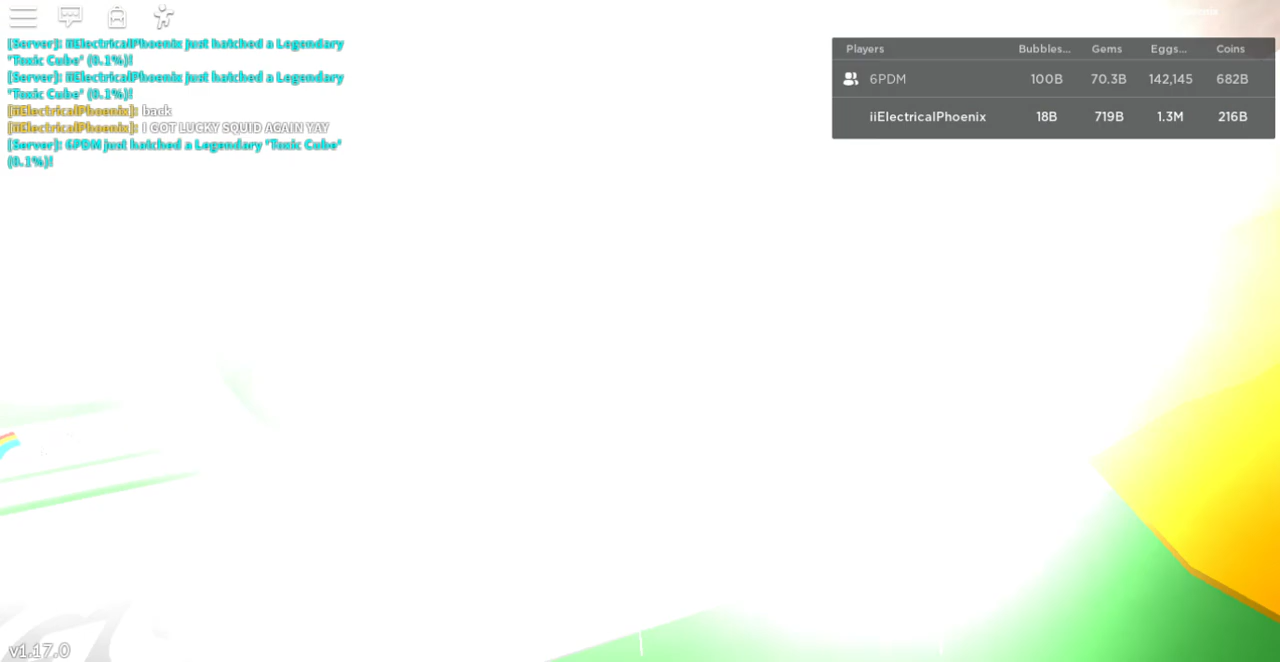 [Server]: iiElectricalPhoenix just hatched a Legendary
'Toxic Cube' (0.1%)!
[Server]: iiElectricalPhoenix just hatched a Legendary
'Toxic Cube' (0.1%)!
[iiElectricalPhoenix]: back
[iiElectricalPhoenix]: I GOT LUCKY SQUID AGAIN YAY
[Server]: 6PDM just hatched a Legendary 'Toxic Cube'
(0.1%)!
Players Bubbles... Gems Eggs... Coins
6PDM 100B 70.3B 142,145 682B
iiElectricalPhoenix 18B 719B 1.3M 216B
v1.17.0